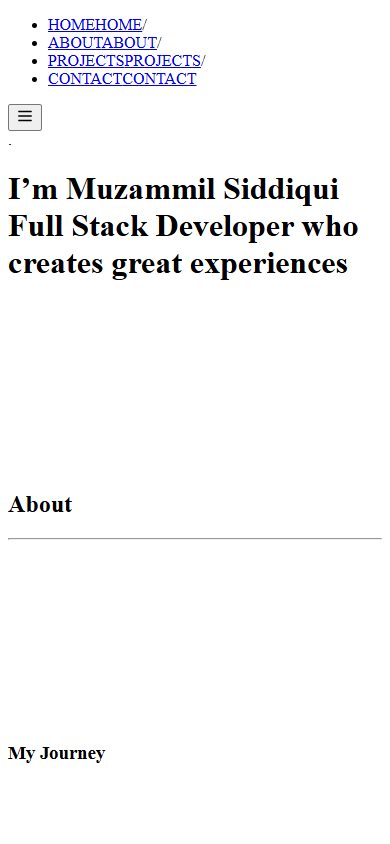 HOMEHOME/
ABOUTABOUT/
PROJECTSPROJECTS/
CONTACTCONTACT
.
I’m Muzammil Siddiqui
Full Stack Developer who
creates great experiences
About
My Journey